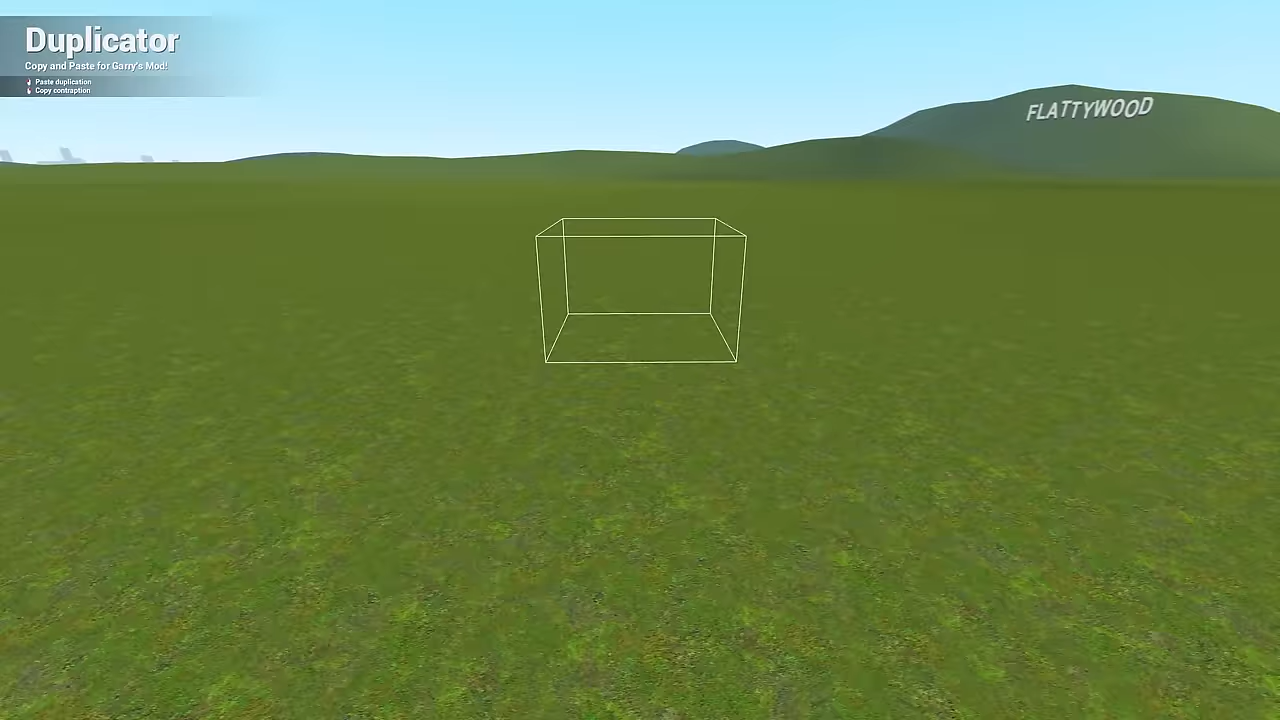 Duplicator
Copy and Paste for Garry's Mod!
Paste duplication
Copy contraption
FLATTYWOOD